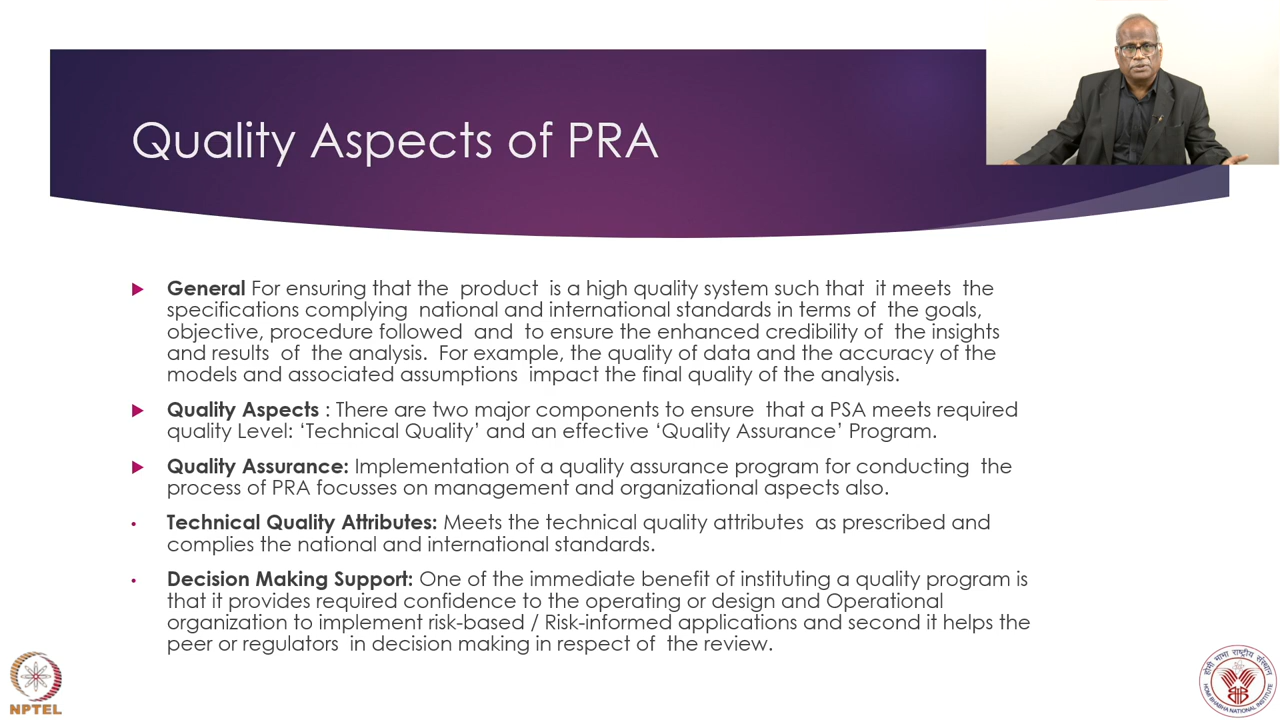 Quality Aspects of PRA
General For ensuring that the product is a high quality system such that it meets the
specifications complying national and international standards in terms of the goals,
objective, procedure followed and to ensure the enhanced credibility of the insights
and results of the analysis. For example, the quality of data and the accuracy of the
models and associated assumptions impact the final quality of the analysis.
Quality Aspects : There are two major components to ensure that a PSA meets required
quality Level: ‘Technical Quality’ and an effective ‘Quality Assurance’ Program.
Quality Assurance: Implementation of a quality assurance program for conducting the
process of PRA focusses on management and organizational aspects also.
Technical Quality Attributes: Meets the technical quality attributes as prescribed and
complies the national and international standards.
Decision Making Support: One of the immediate benefit of instituting a quality program is
that it provides required confidence to the operating or design and Operational
organization to implement risk-based / Risk-informed applications and second it helps the
peer or regulators in decision making in respect of the review.
NPTEL
होमी भाभा राष्ट्रीय संस्थान
HOMI BHABHA NATIONAL INSTITUTE